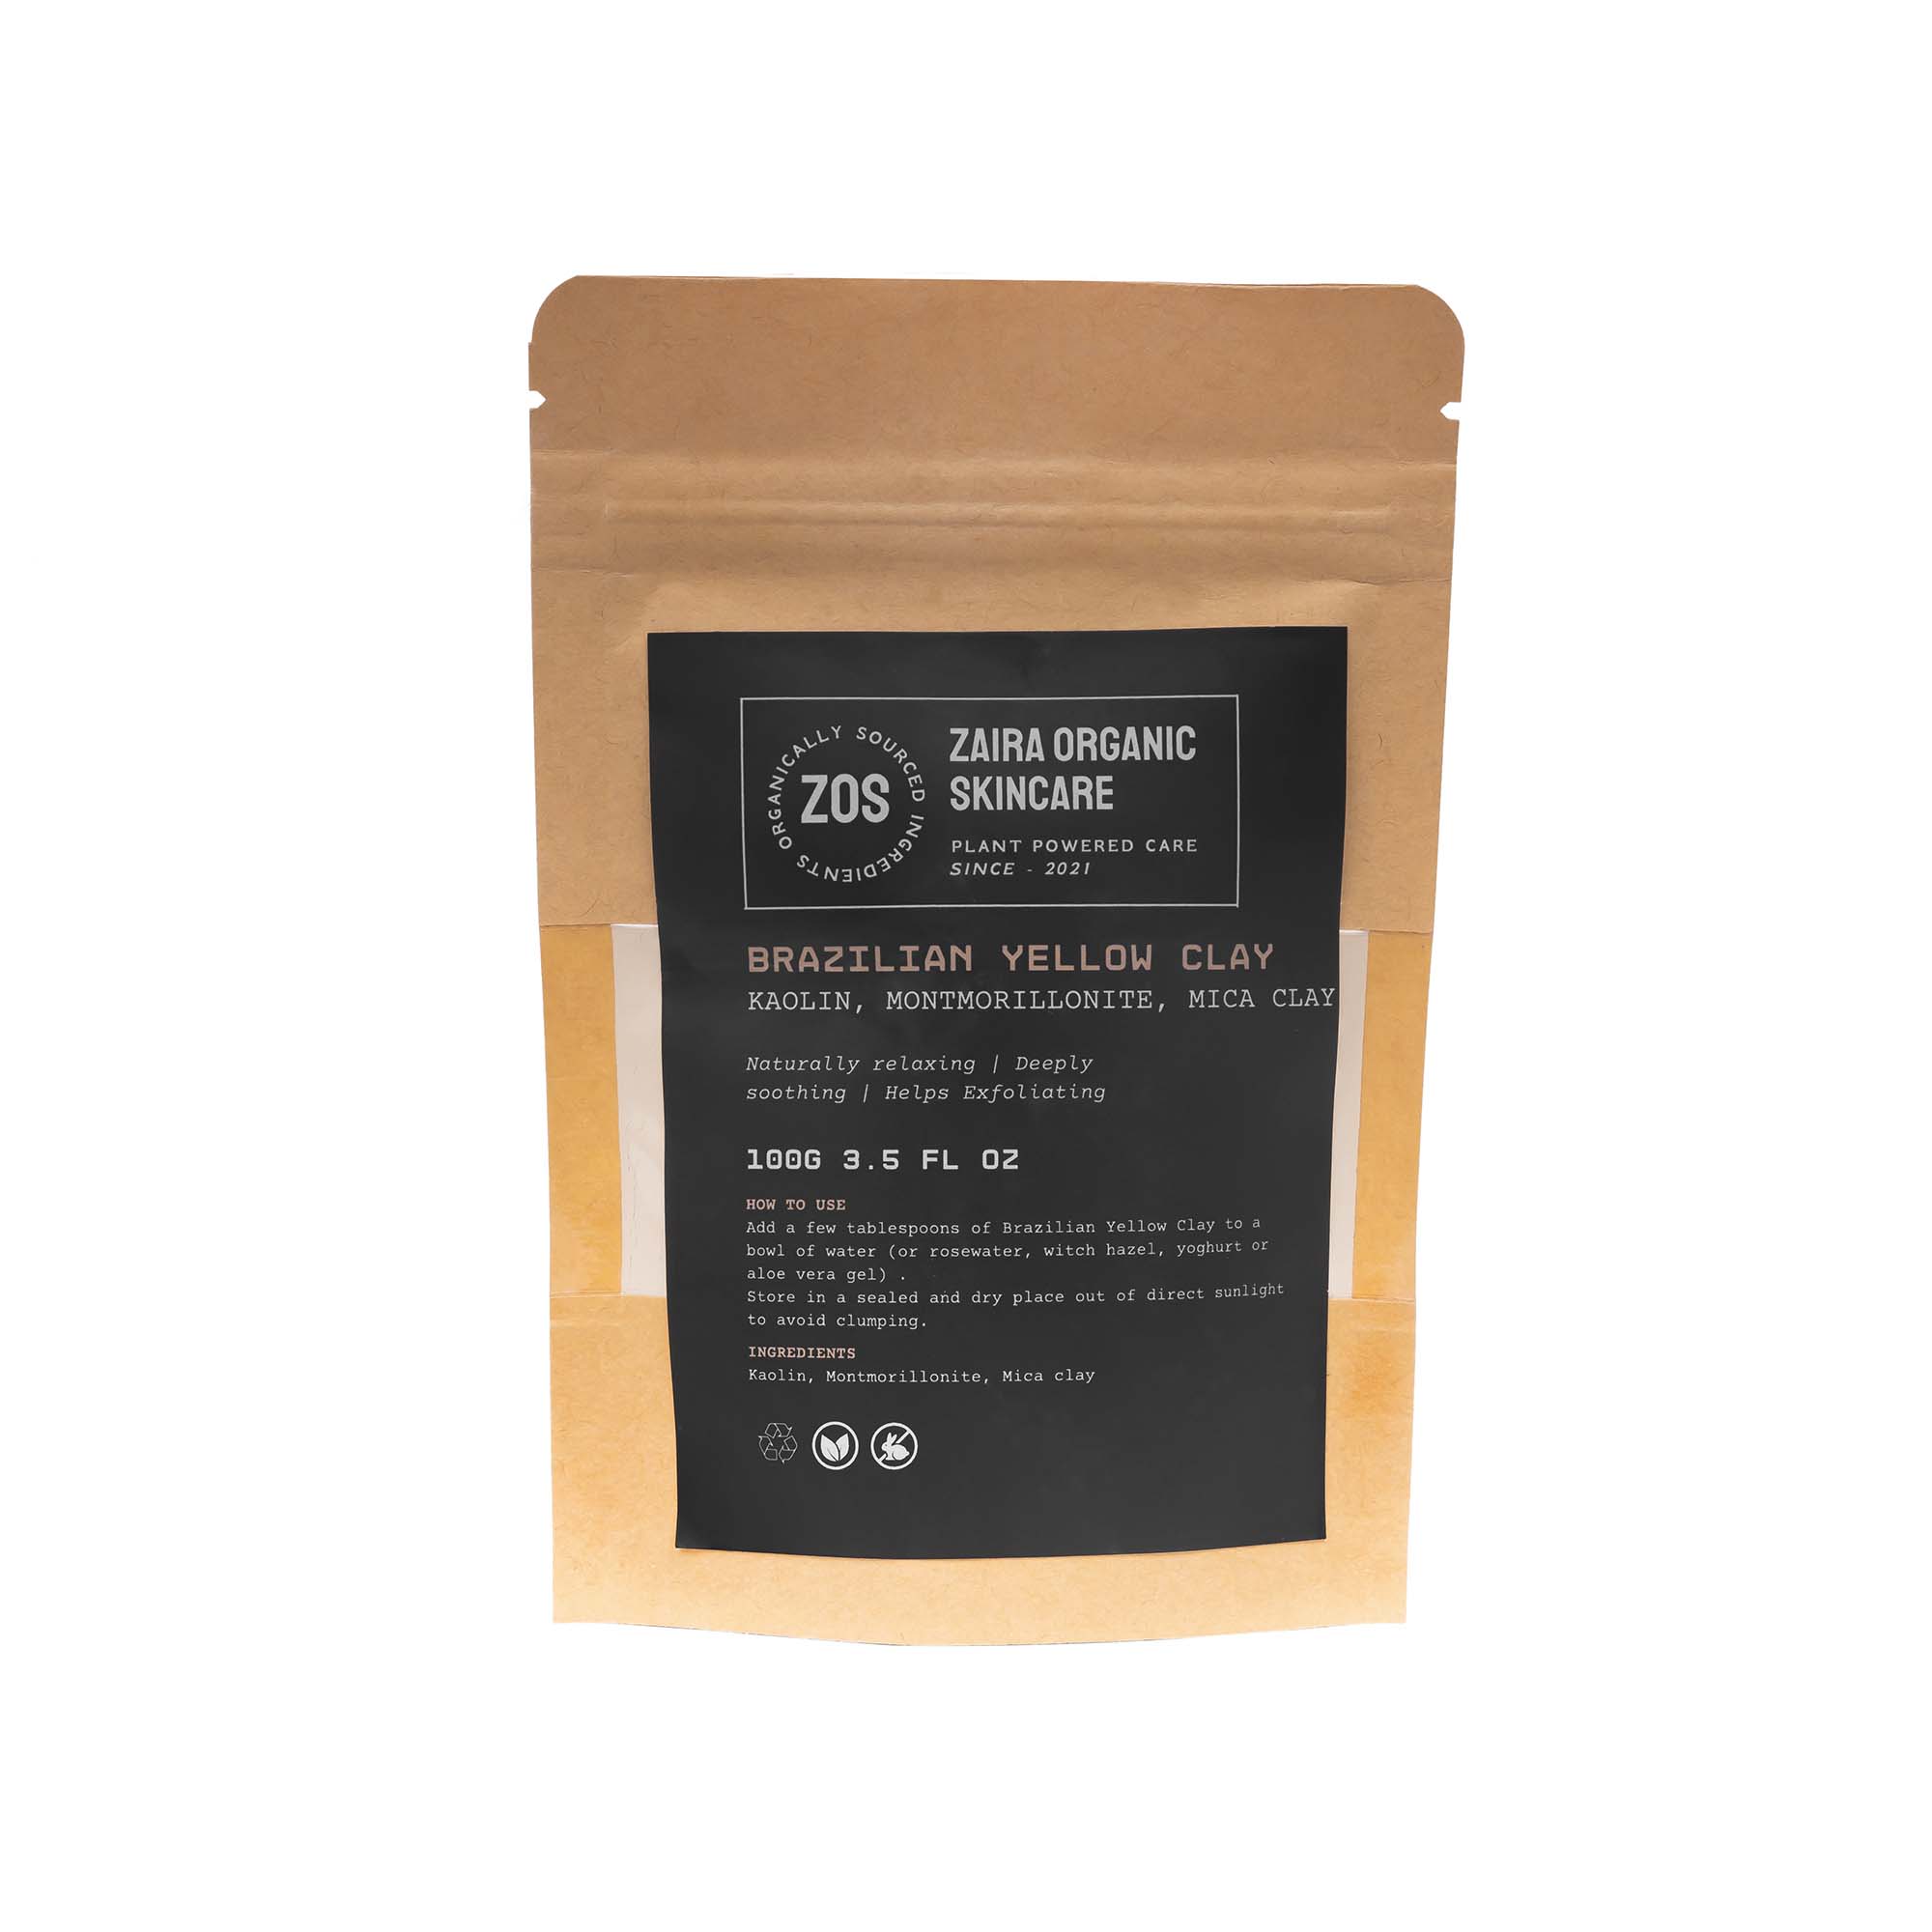 ORGANICALLY SOURCED INGREDIENTS
ZOS
ZAIRA ORGANIC
SKINCARE
PLANT POWERED CARE
SINCE - 2021
BRAZILIAN YELLOW CLAY
KAOLIN, MONTMORILLONITE, MICA CLAY
Naturally relaxing | Deeply
soothing | Helps Exfoliating
100G 3.5 FL OZ
HOW TO USE
Add a few tablespoons of Brazilian Yellow Clay to a
bowl of water (or rosewater, witch hazel, yoghurt or
aloe vera gel) .
Store in a sealed and dry place out of direct sunlight
to avoid clumping.
INGREDIENTS
Kaolin, Montmorillonite, Mica clay